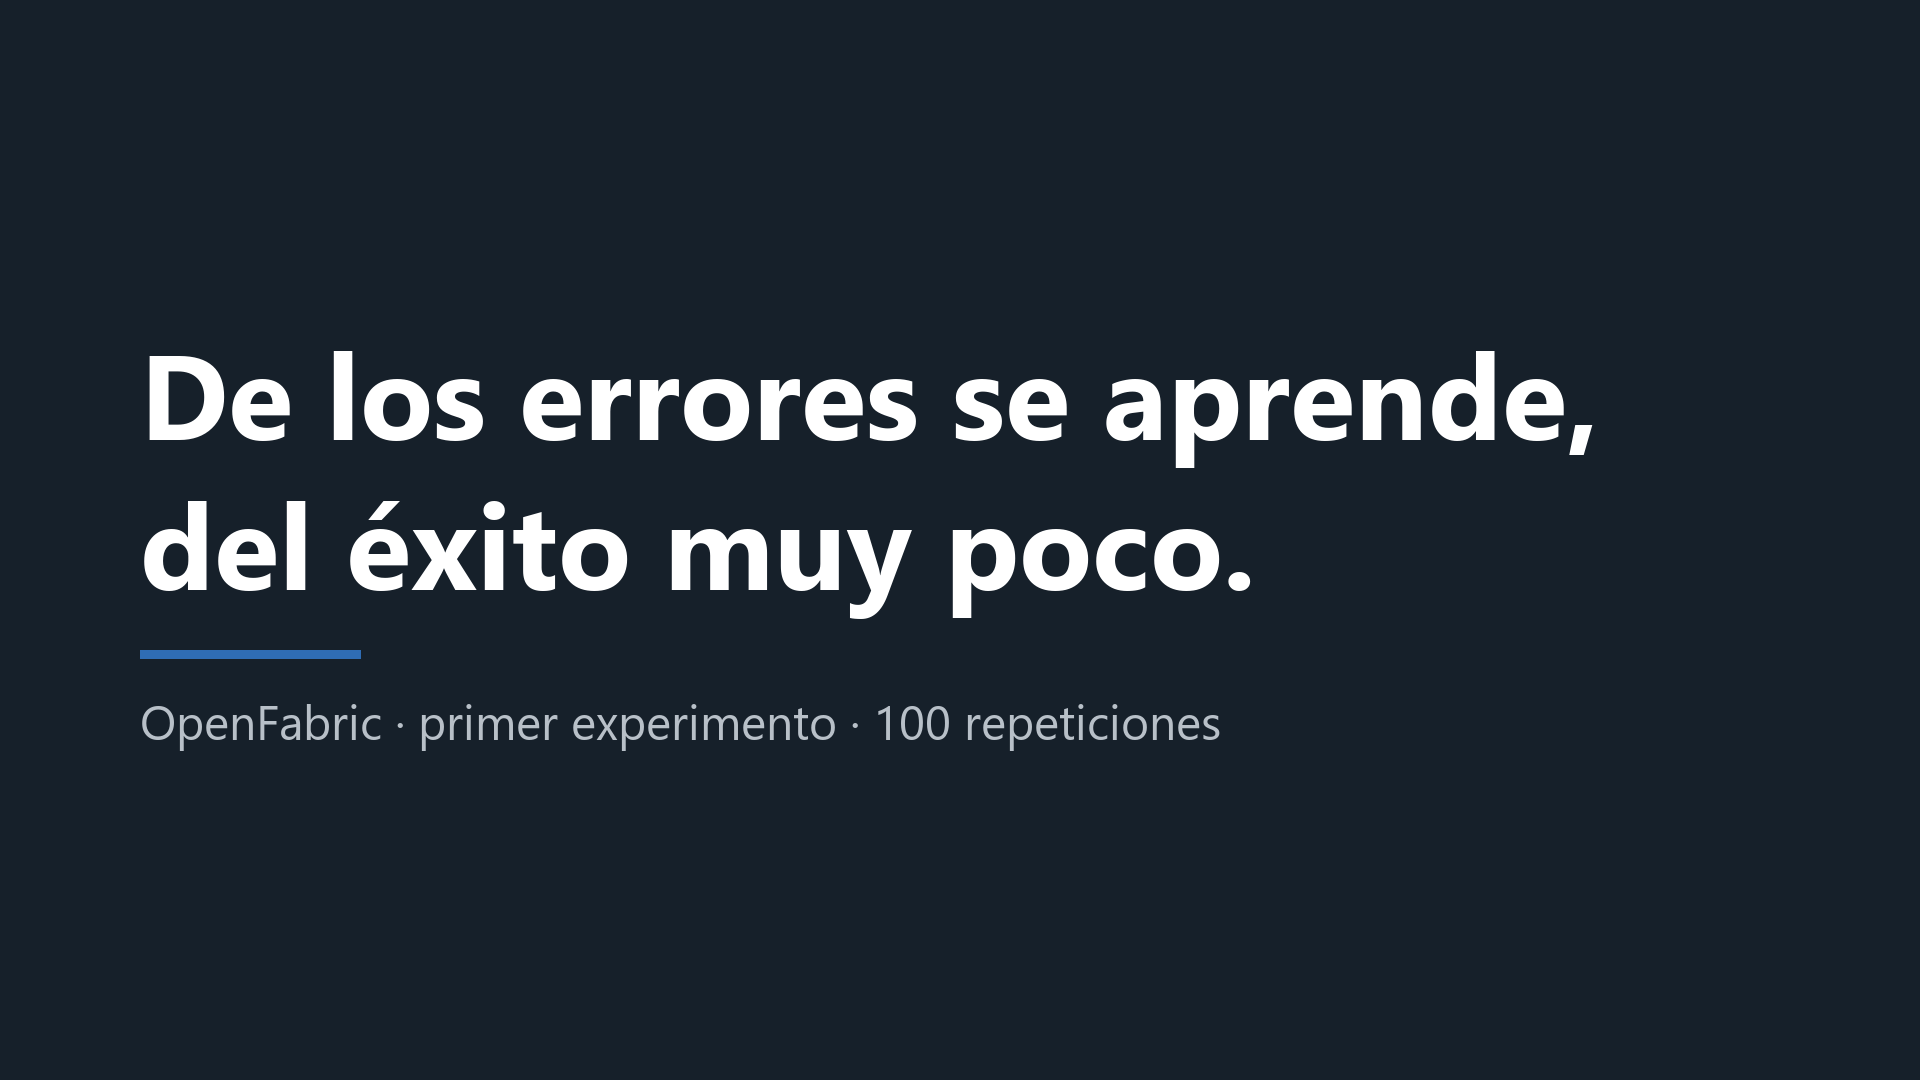 De los errores se aprende,
del éxito muy poco.
OpenFabric · primer experimento · 100 repeticiones